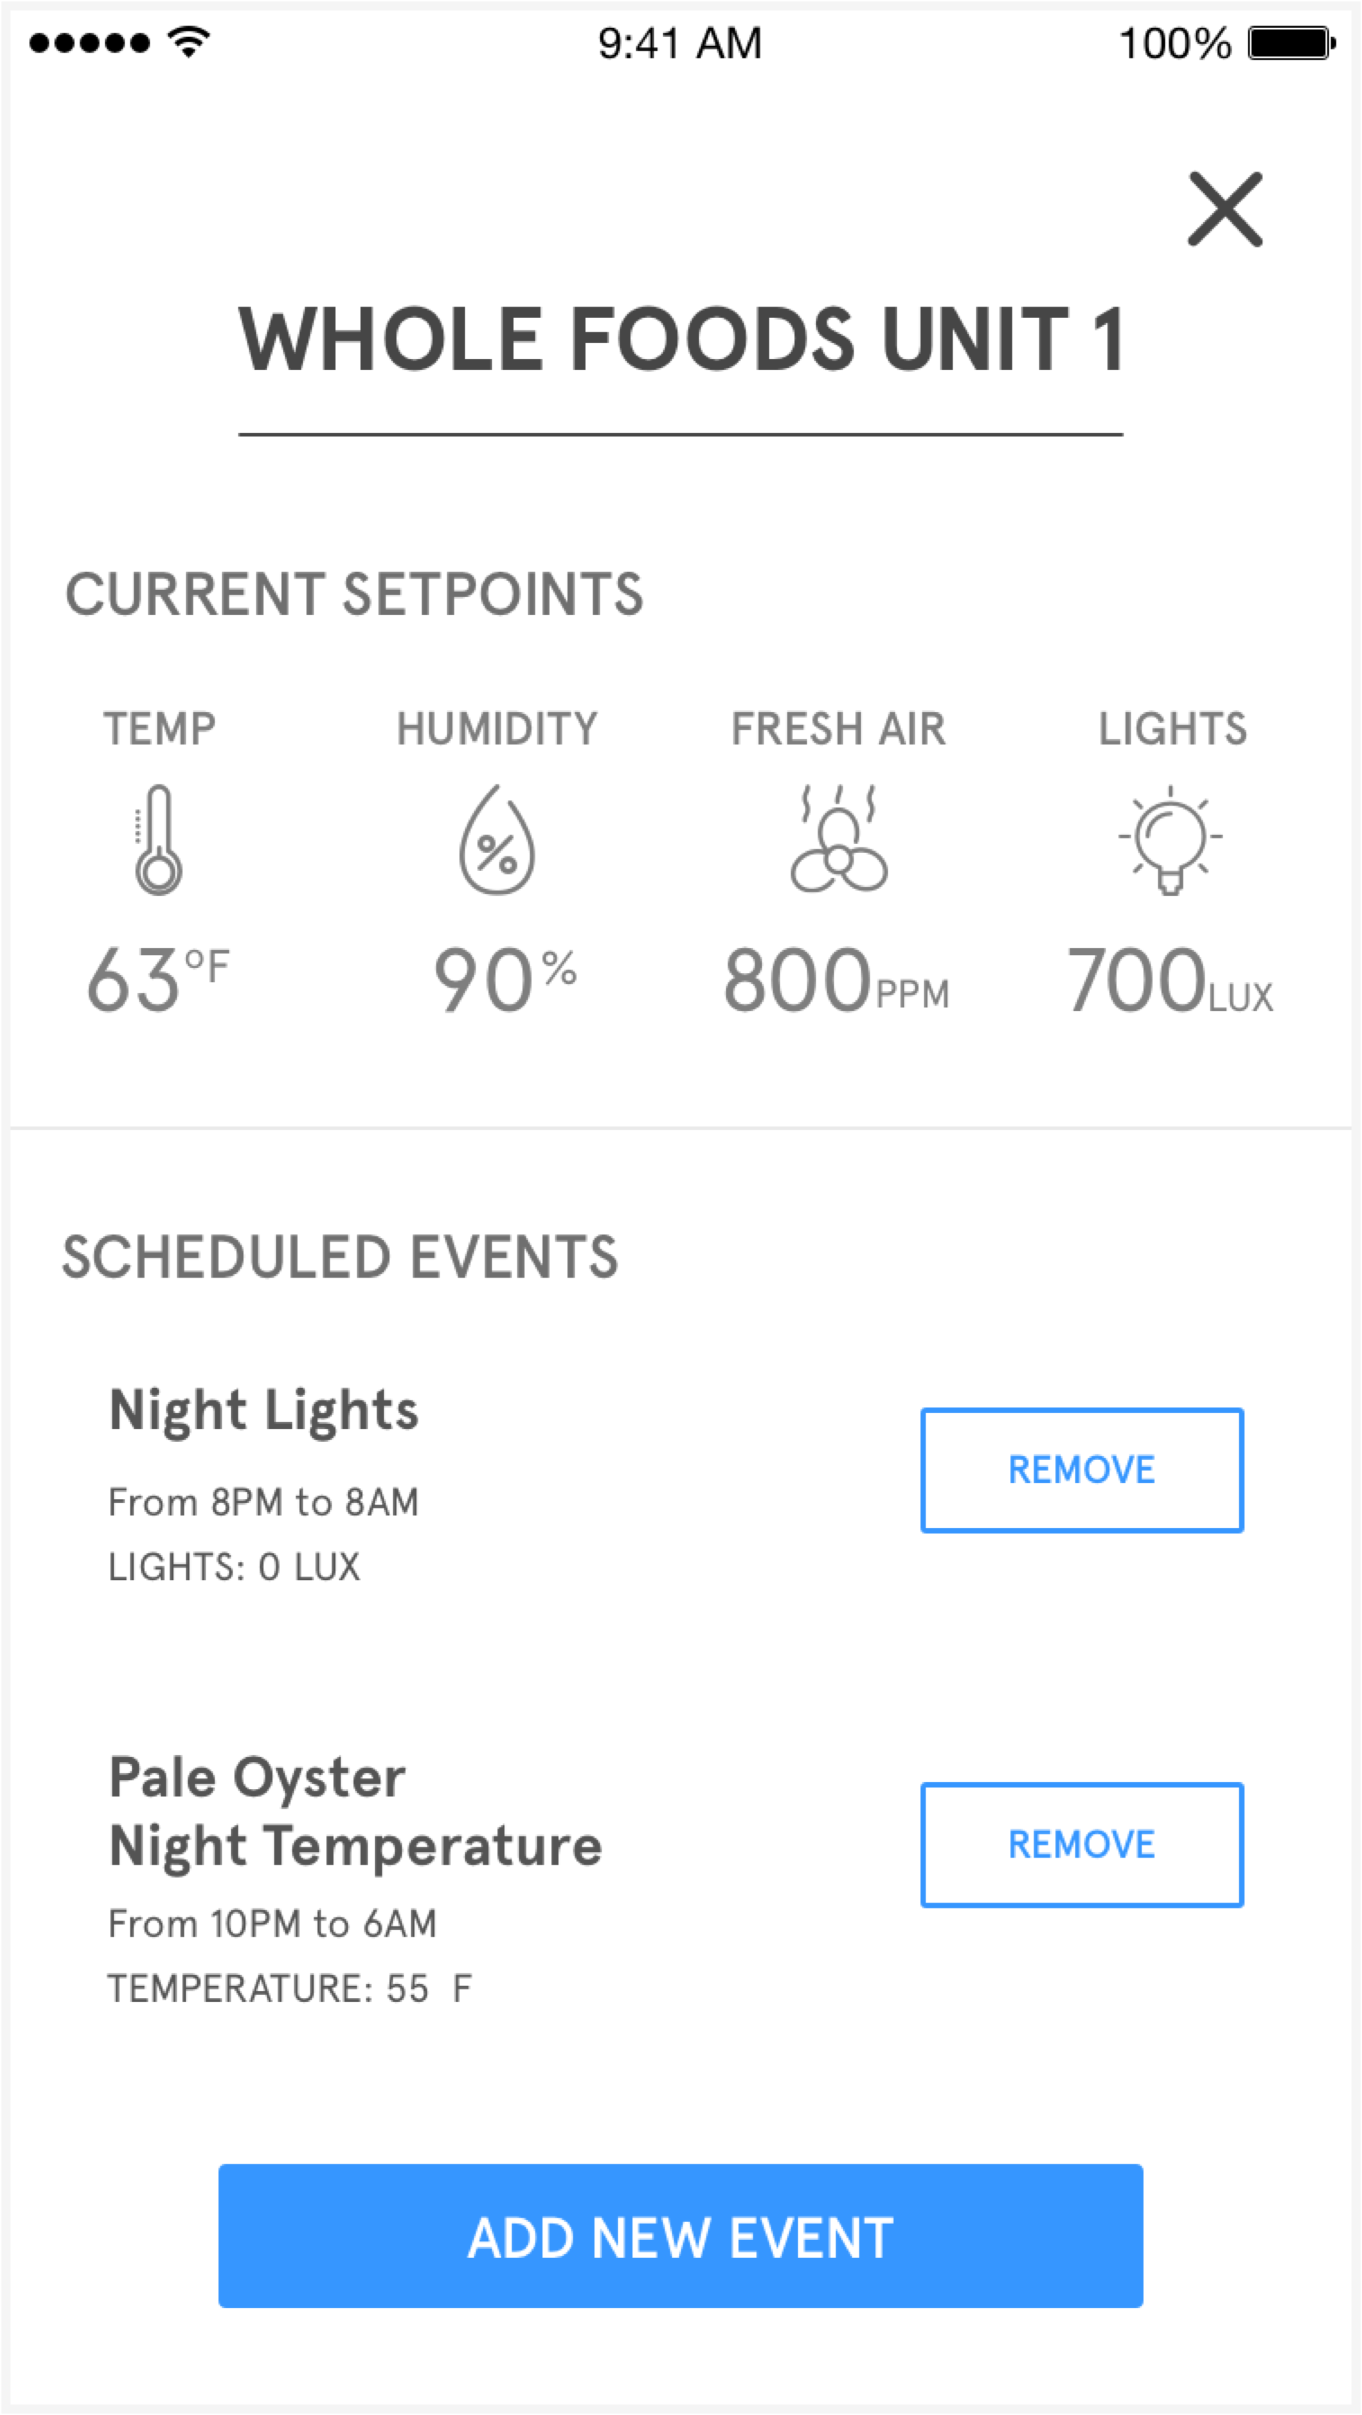 9:41 AM 100%
WHOLE FOODS UNIT 1
CURRENT SETPOINTS
TEMP HUMIDITY FRESH AIR LIGHTS
%
63°F 90% 800PPM 700LUX
SCHEDULED EVENTS
Night Lights
From 8PM to 8AM
LIGHTS: 0 LUX
REMOVE
Pale Oyster
Night Temperature
From 10PM to 6AM
TEMPERATURE: 55  F
REMOVE
ADD NEW EVENT